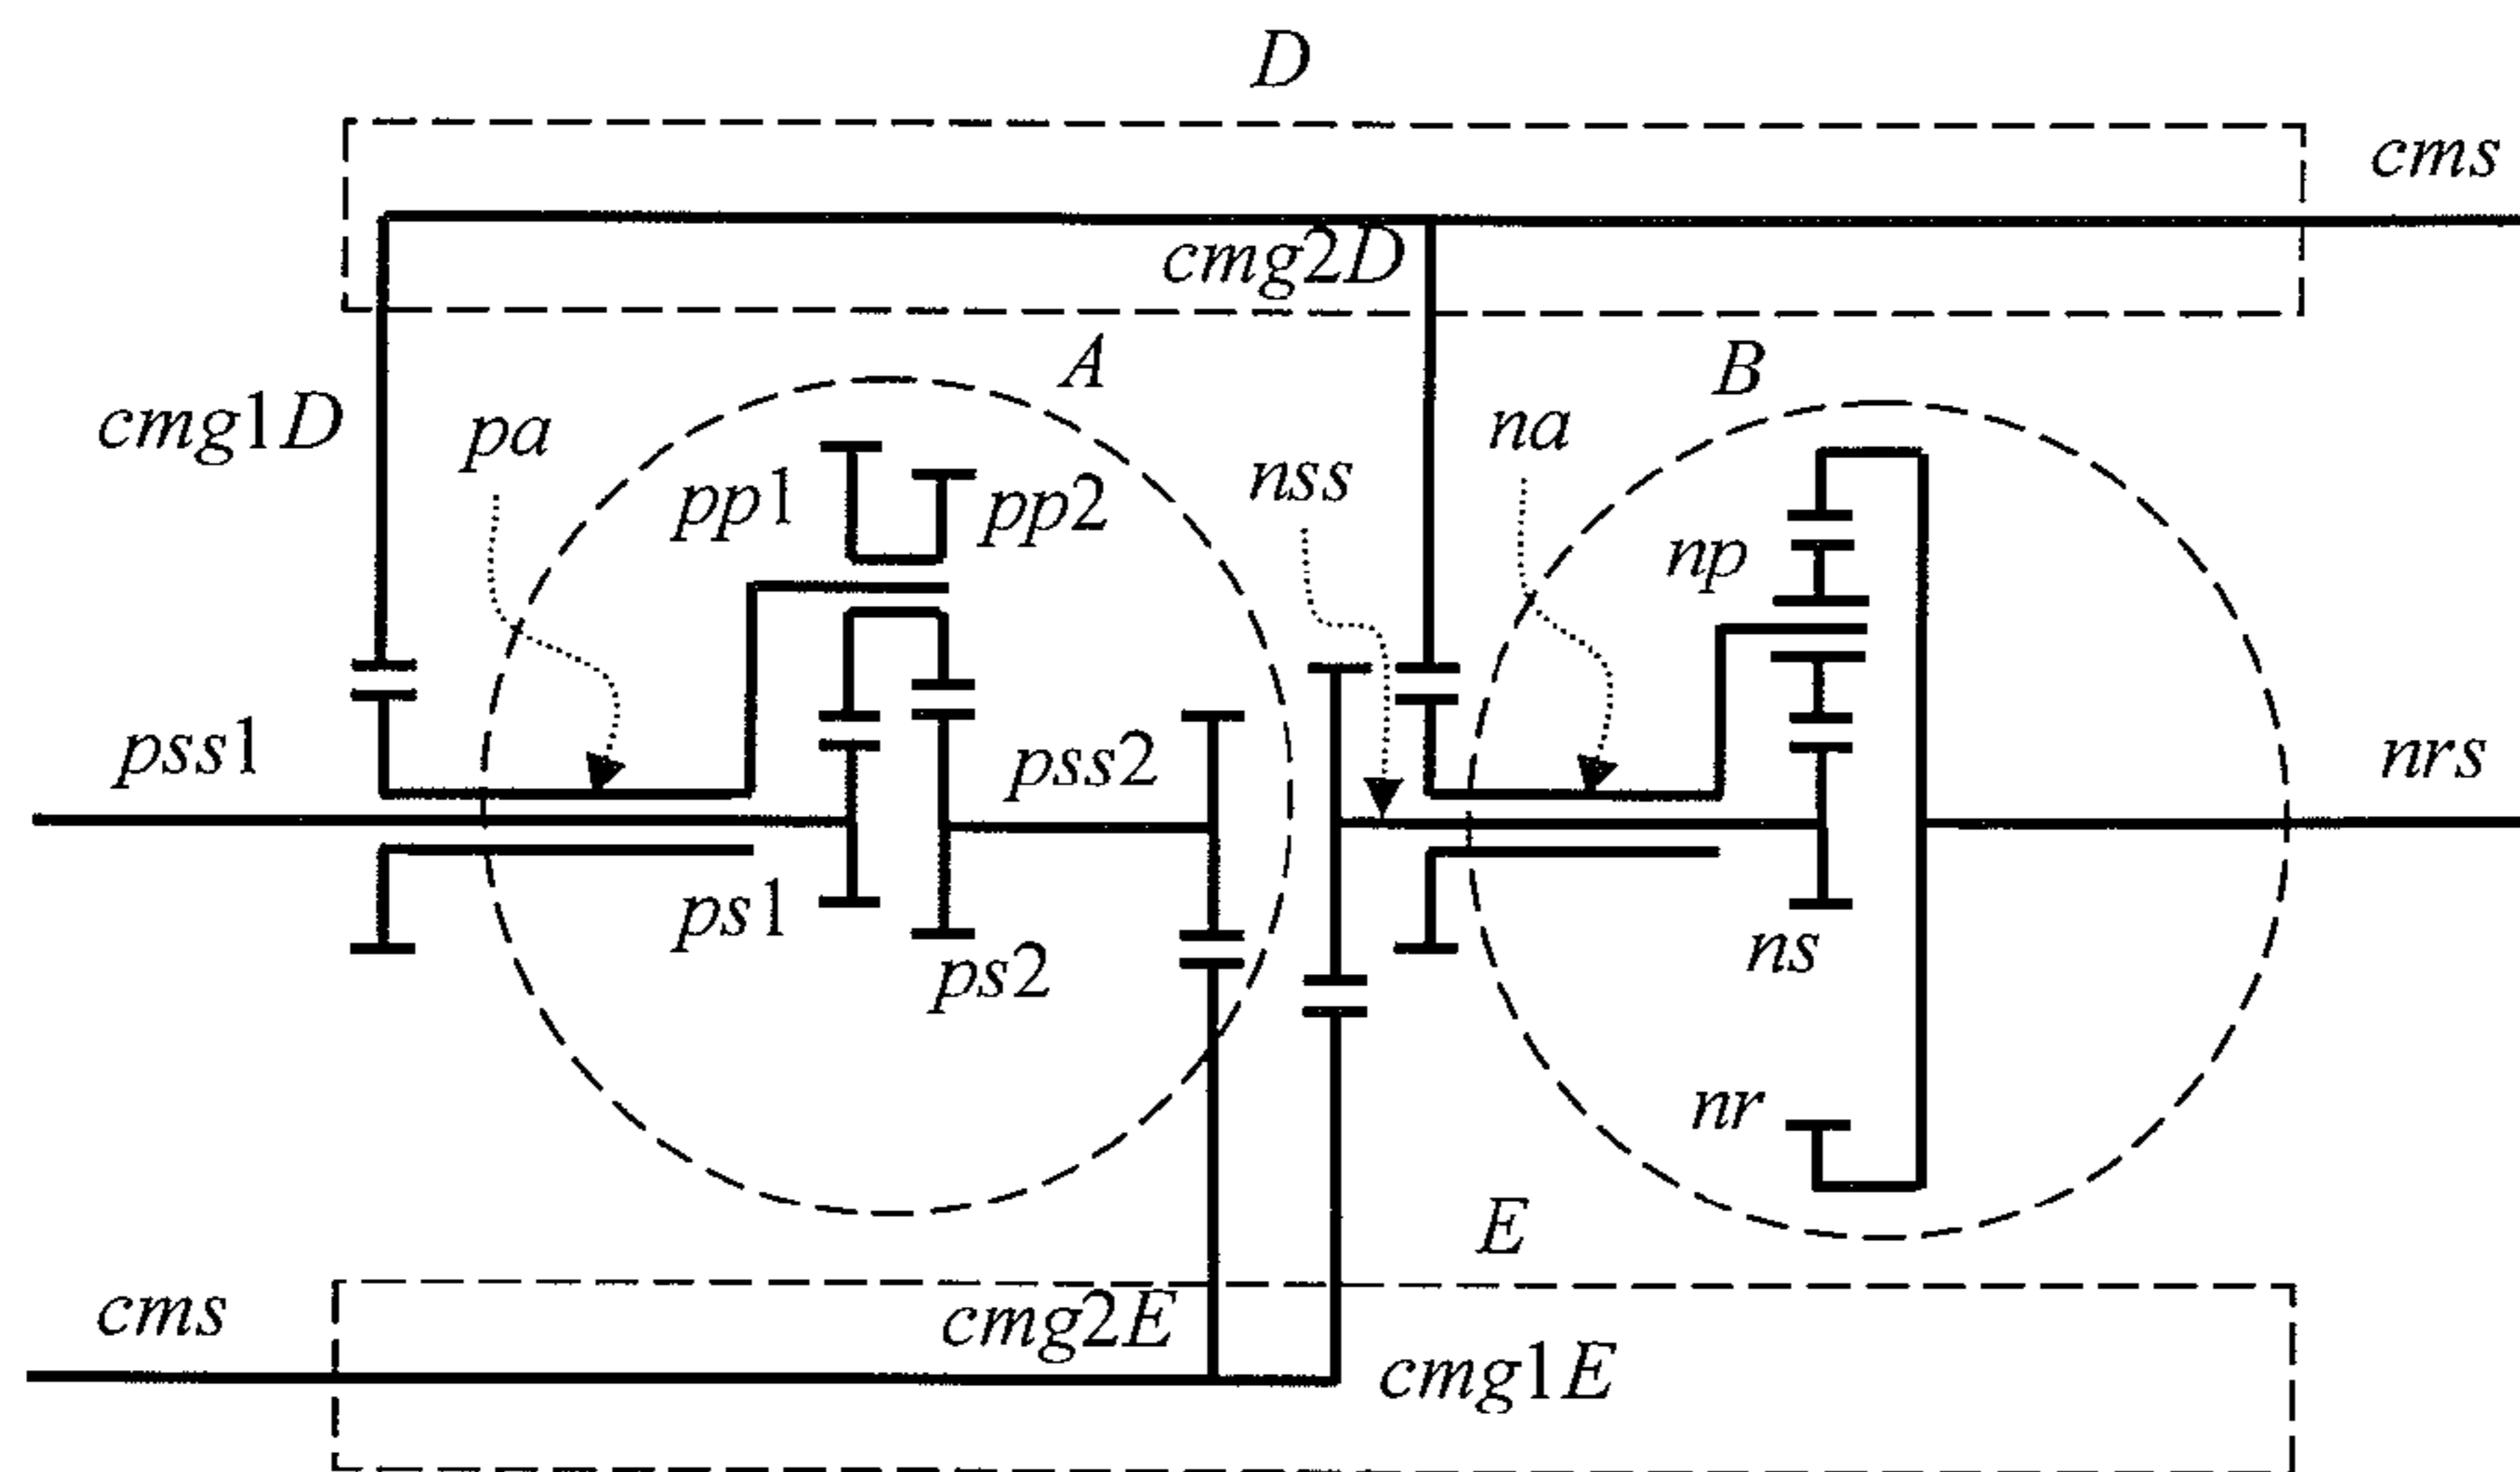 D
cms
cmg2D
A
B
cmg1D
pa
na
nss
pp1
pp2
np
pss1
pss2
nrs
ps1
ns
ps2
nr
E
cms
cmg2E
cmg1E